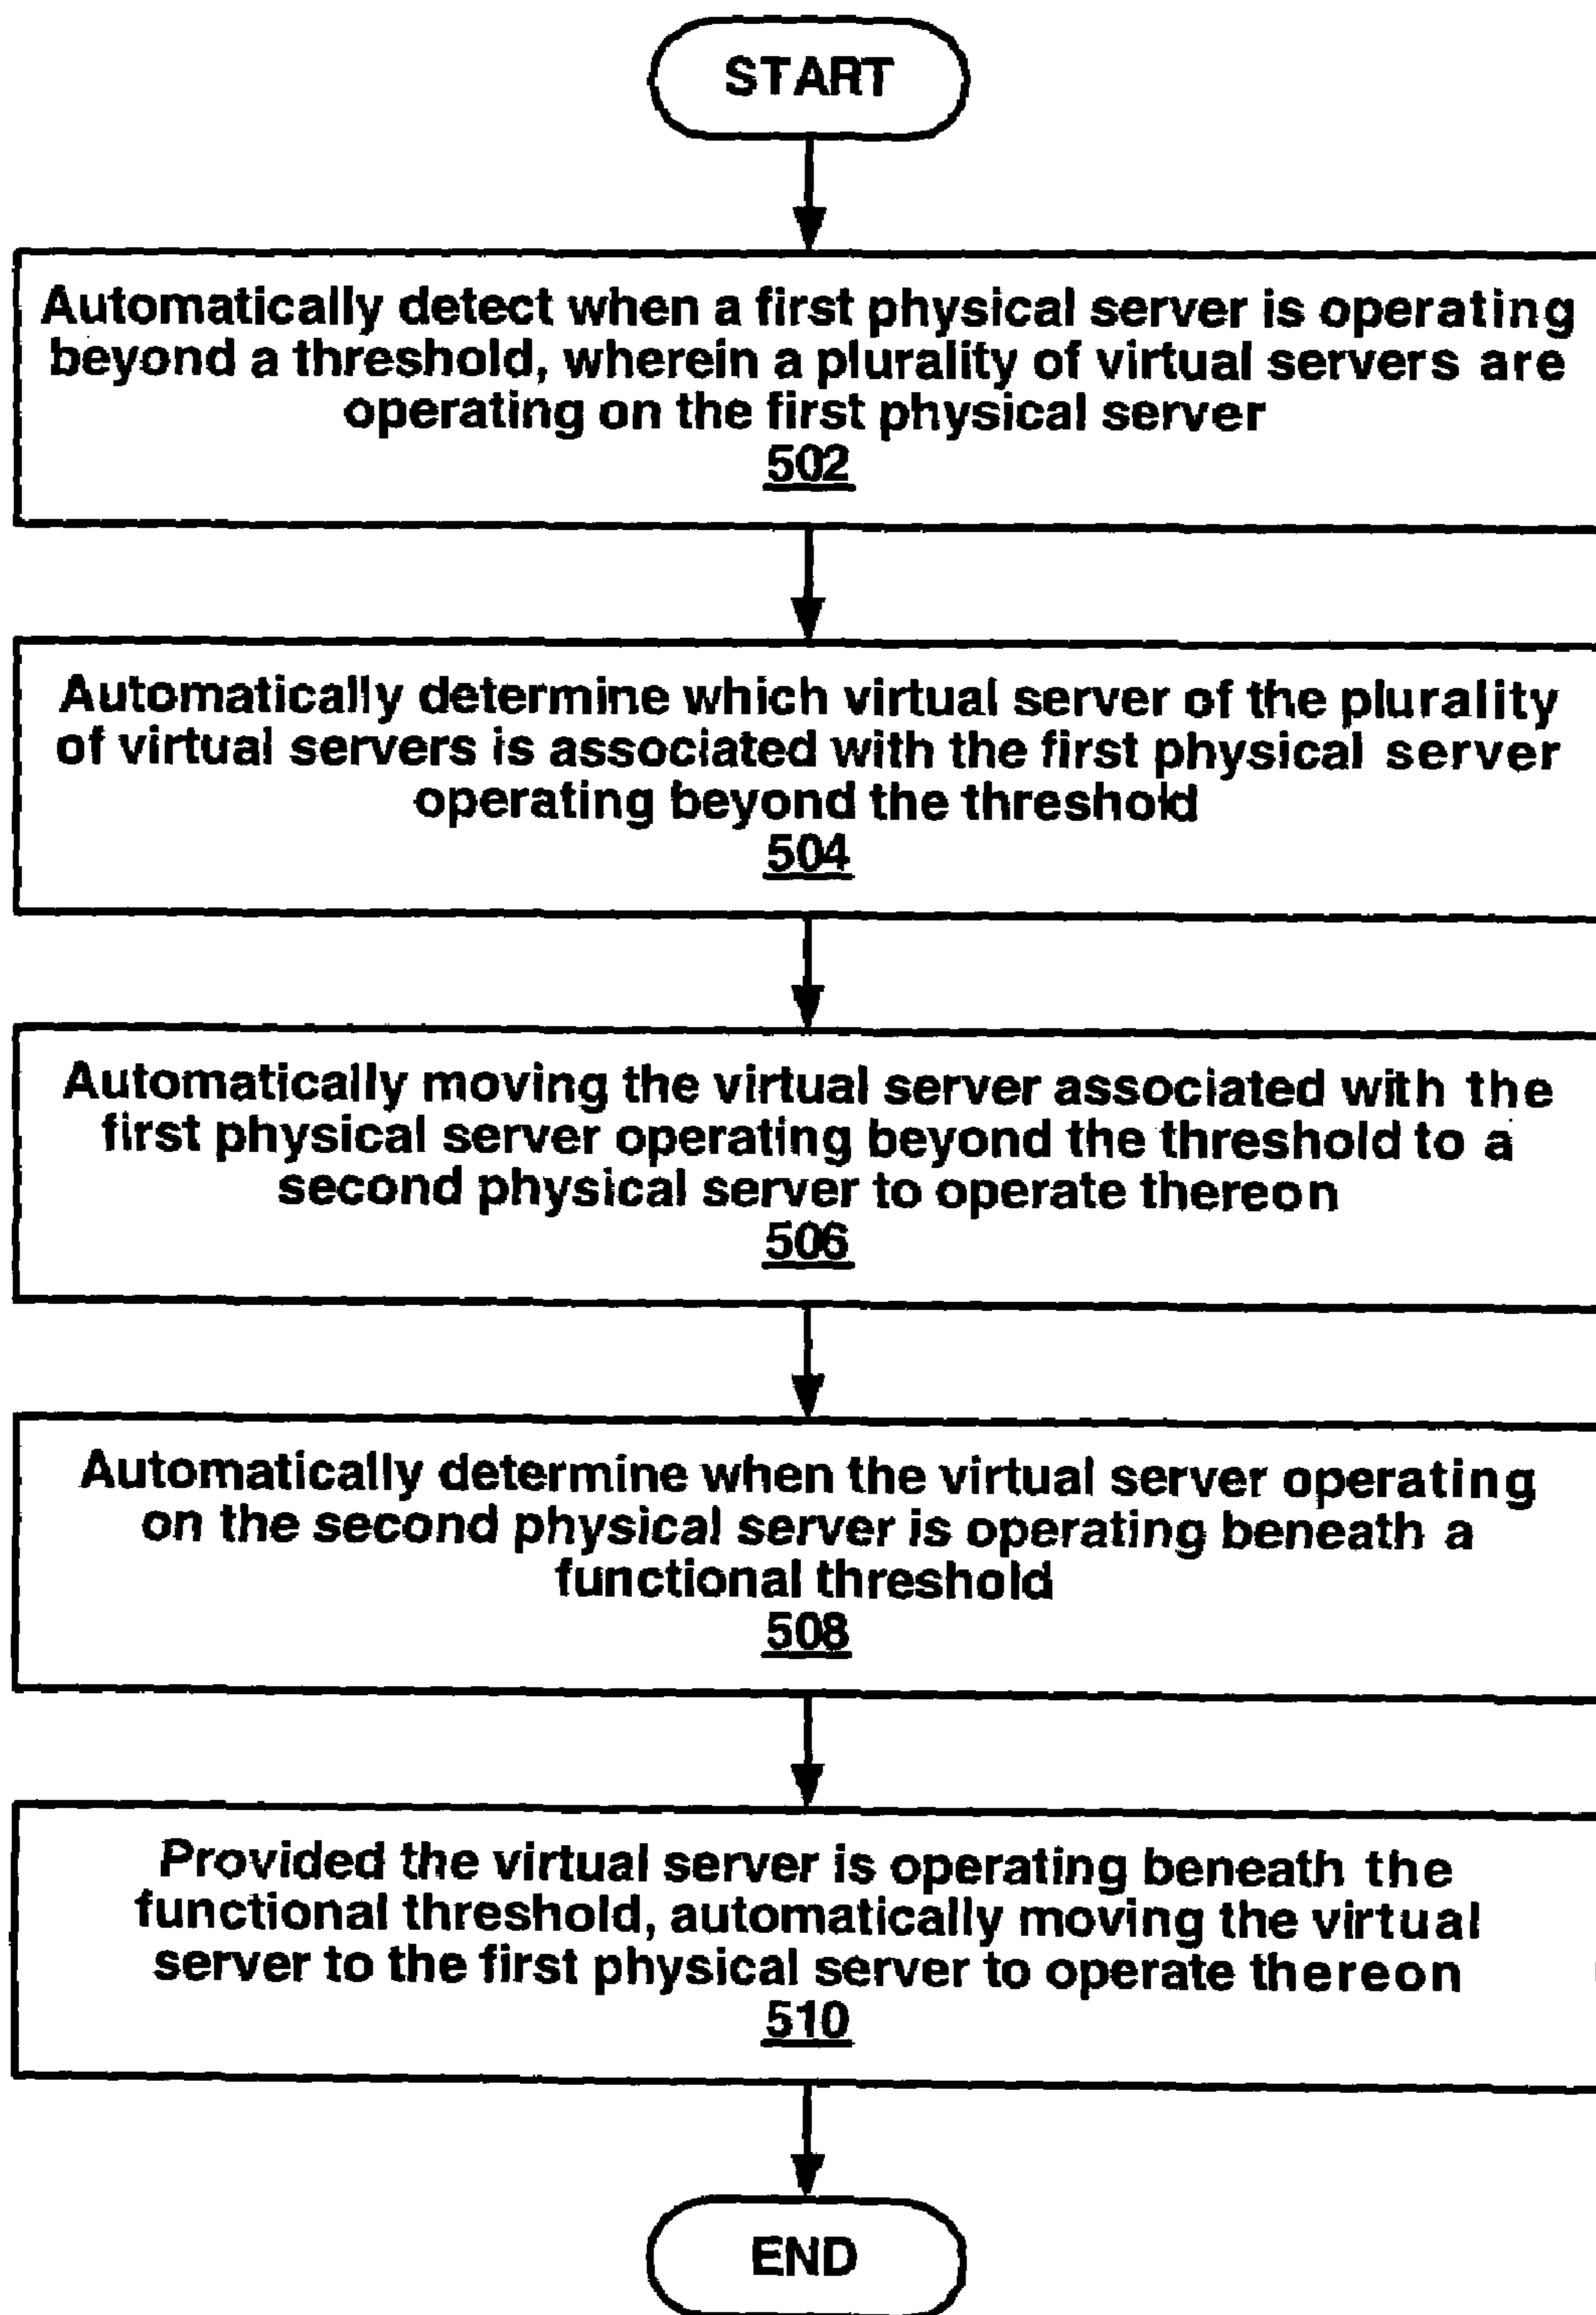 START
Automatically detect when a first physical server is operating
beyond a threshold, wherein a plurality of virtual servers are
operating on the first physical server
502
Automatically determine which virtual server of the plurality
of virtual servers is associated with the first physical server
operating beyond the threshold
504
Automatically moving the virtual server associated with the
first physical server operating beyond the threshold to a
second physical server to operate thereon
506
Automatically determine when the virtual server operating
on the second physical server is operating beneath a
functional threshold
508
Provided the virtual server is operating beneath the
functional threshold, automatically moving the virtual
server to the first physical server to operate thereon
510
END